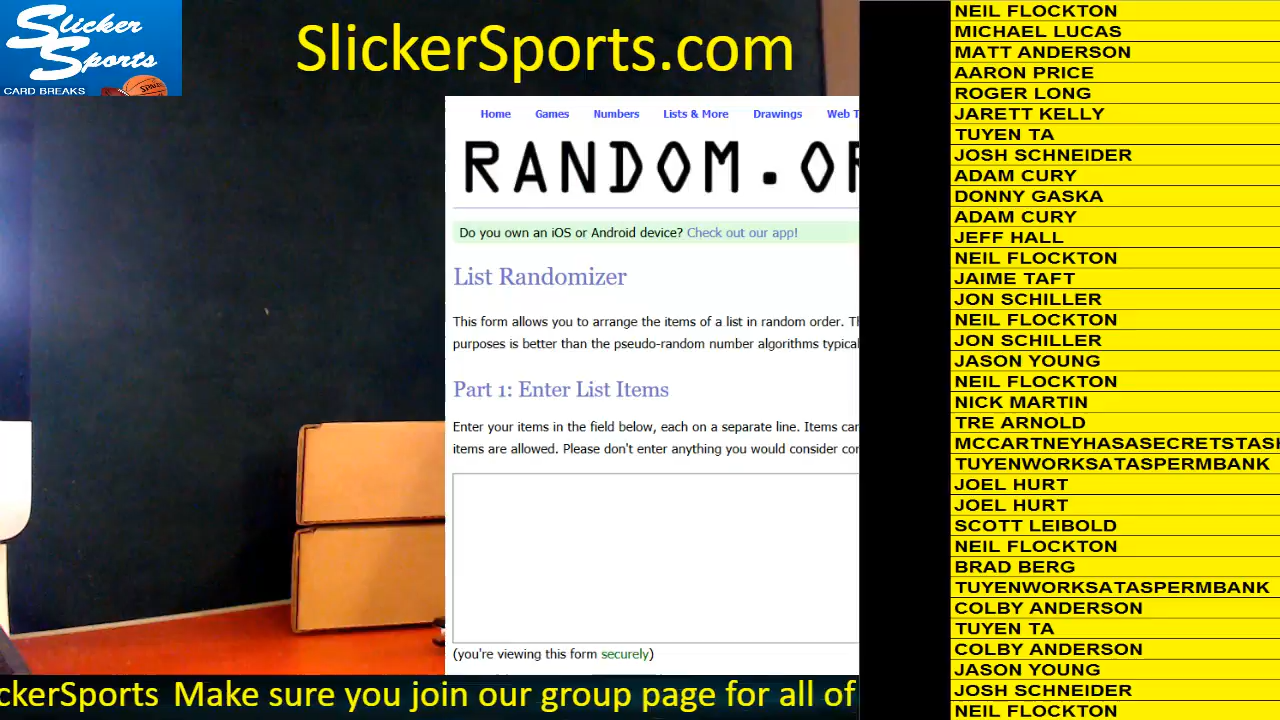 Slicker
Sports
CARD BREAKS
SlickerSports.com
Home Games Numbers Lists & More Drawings Web T
RANDOM.OR
Do you own an iOS or Android device? Check out our app!
List Randomizer
This form allows you to arrange the items of a list in random order. Th
purposes is better than the pseudo-random number algorithms typical
Part 1: Enter List Items
Enter your items in the field below, each on a separate line. Items can
items are allowed. Please don't enter anything you would consider con
(you're viewing this form securely)
ckerSports Make sure you join our group page for all of
NEIL FLOCKTON
MICHAEL LUCAS
MATT ANDERSON
AARON PRICE
ROGER LONG
JARETT KELLY
TUYEN TA
JOSH SCHNEIDER
ADAM CURY
DONNY GASKA
ADAM CURY
JEFF HALL
NEIL FLOCKTON
JAIME TAFT
JON SCHILLER
NEIL FLOCKTON
JON SCHILLER
JASON YOUNG
NEIL FLOCKTON
NICK MARTIN
TRE ARNOLD
MCCARTNEYHASASECRETSTASH
TUYENWORKSATASPERMBANK
JOEL HURT
JOEL HURT
SCOTT LEIBOLD
NEIL FLOCKTON
BRAD BERG
TUYENWORKSATASPERMBANK
COLBY ANDERSON
TUYEN TA
COLBY ANDERSON
JASON YOUNG
JOSH SCHNEIDER
NEIL FLOCKTON